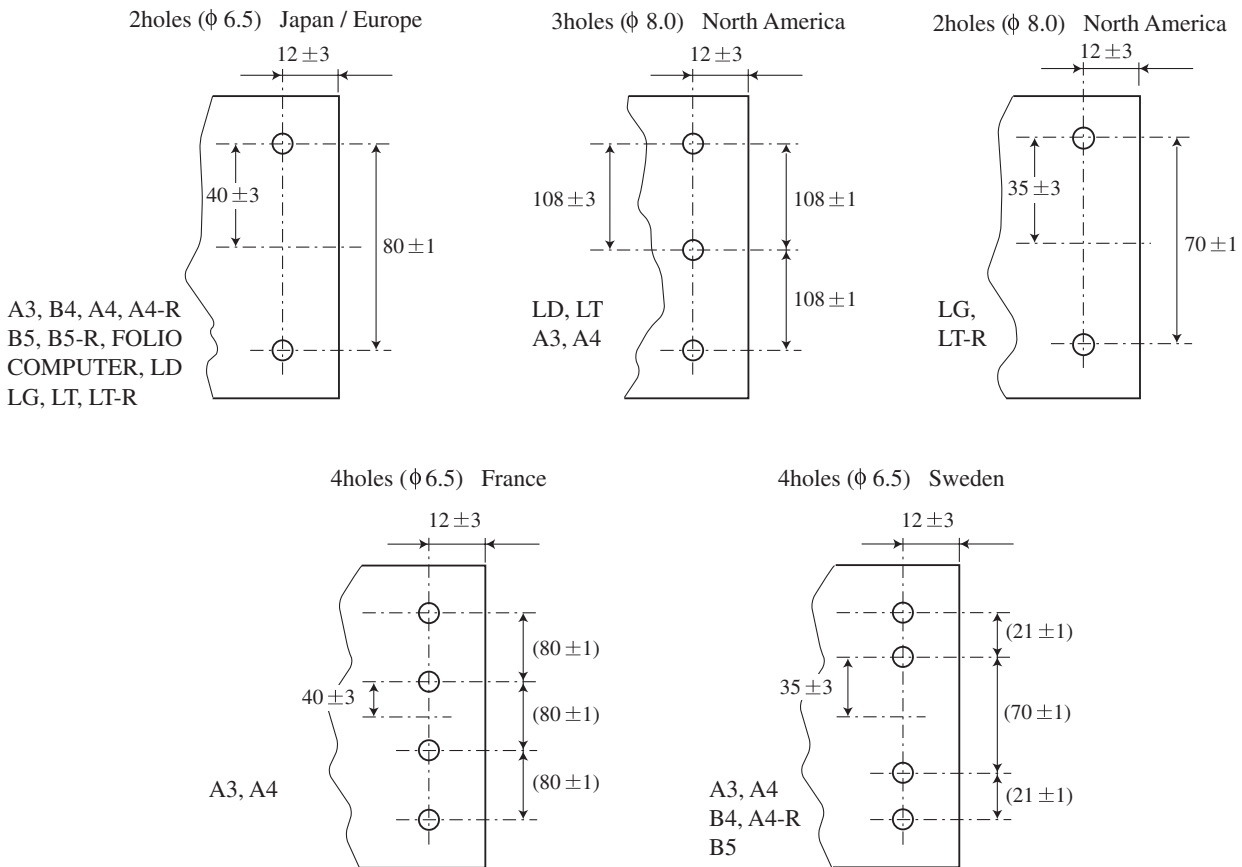 2holes (ϕ 6.5) Japan / Europe
12 ±3
40 ±3
80 ±1
A3, B4, A4, A4-R
B5, B5-R, FOLIO
COMPUTER, LD
LG, LT, LT-R
3holes (ϕ 8.0) North America
12 ±3
108 ±3
108 ±1
108 ±1
LD, LT
A3, A4
2holes (ϕ 8.0) North America
12 ±3
35 ±3
70 ±1
LG,
LT-R
4holes (ϕ 6.5) France
12 ±3
(80 ±1)
40 ±3
(80 ±1)
(80 ±1)
A3, A4
4holes (ϕ 6.5) Sweden
12 ±3
(21 ±1)
35 ±3
(70 ±1)
(21 ±1)
A3, A4
B4, A4-R
B5